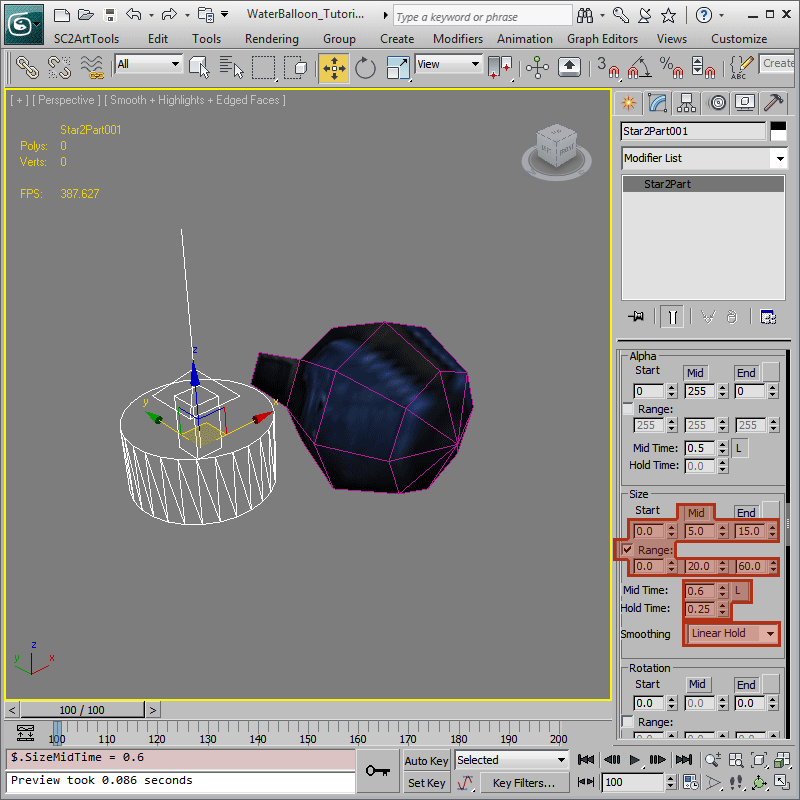 WaterBalloon_Tutori...
Type a keyword or phrase
SC2ArtTools Edit Tools Rendering Group Create Modifiers Animation Graph Editors Views Customize
All View 3 % ABC Create
[ + ] [ Perspective ] [ Smooth + Highlights + Edged Faces ]
Star2Part001
Polys: 0
Verts: 0
FPS: 387.627
z
y
x
z
y
x
Star2Part001
Modifier List
Star2Part
Alpha
Start Mid End
0 255 0
Range:
255 255 255
Mid Time: 0.5 L
Hold Time: 0.0
Size
Start Mid End
0.0 5.0 15.0
Range:
0.0 20.0 60.0
Mid Time: 0.6 L
Hold Time: 0.25
Smoothing Linear Hold
Rotation
Start Mid End
0.0 0.0 0.0
Range:
< 100 / 100 >
100 110 120 130 140 150 160 170 180 190 200
$.SizeMidTime = 0.6
Preview took 0.086 seconds
Auto Key Selected
Set Key Key Filters...
100